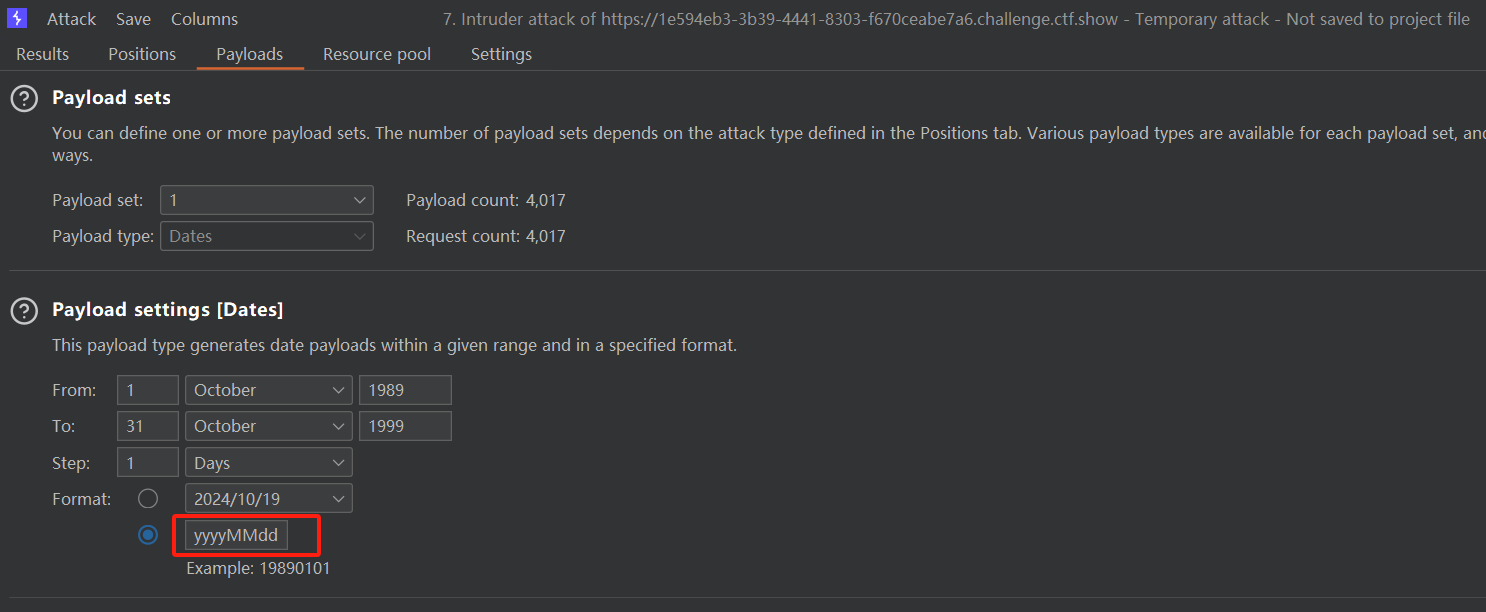 Attack Save Columns 7. Intruder attack of https://1e594eb3-3b39-4441-8303-f670ceabe7a6.challenge.ctf.show - Temporary attack - Not saved to project file
Results Positions Payloads Resource pool Settings
? Payload sets
You can define one or more payload sets. The number of payload sets depends on the attack type defined in the Positions tab. Various payload types are available for each payload set, and
ways.
Payload set: 1 Payload count: 4,017
Payload type: Dates Request count: 4,017
? Payload settings [Dates]
This payload type generates date payloads within a given range and in a specified format.
From: 1 October 1989
To: 31 October 1999
Step: 1 Days
Format: 2024/10/19
yyyyMMdd
Example: 19890101